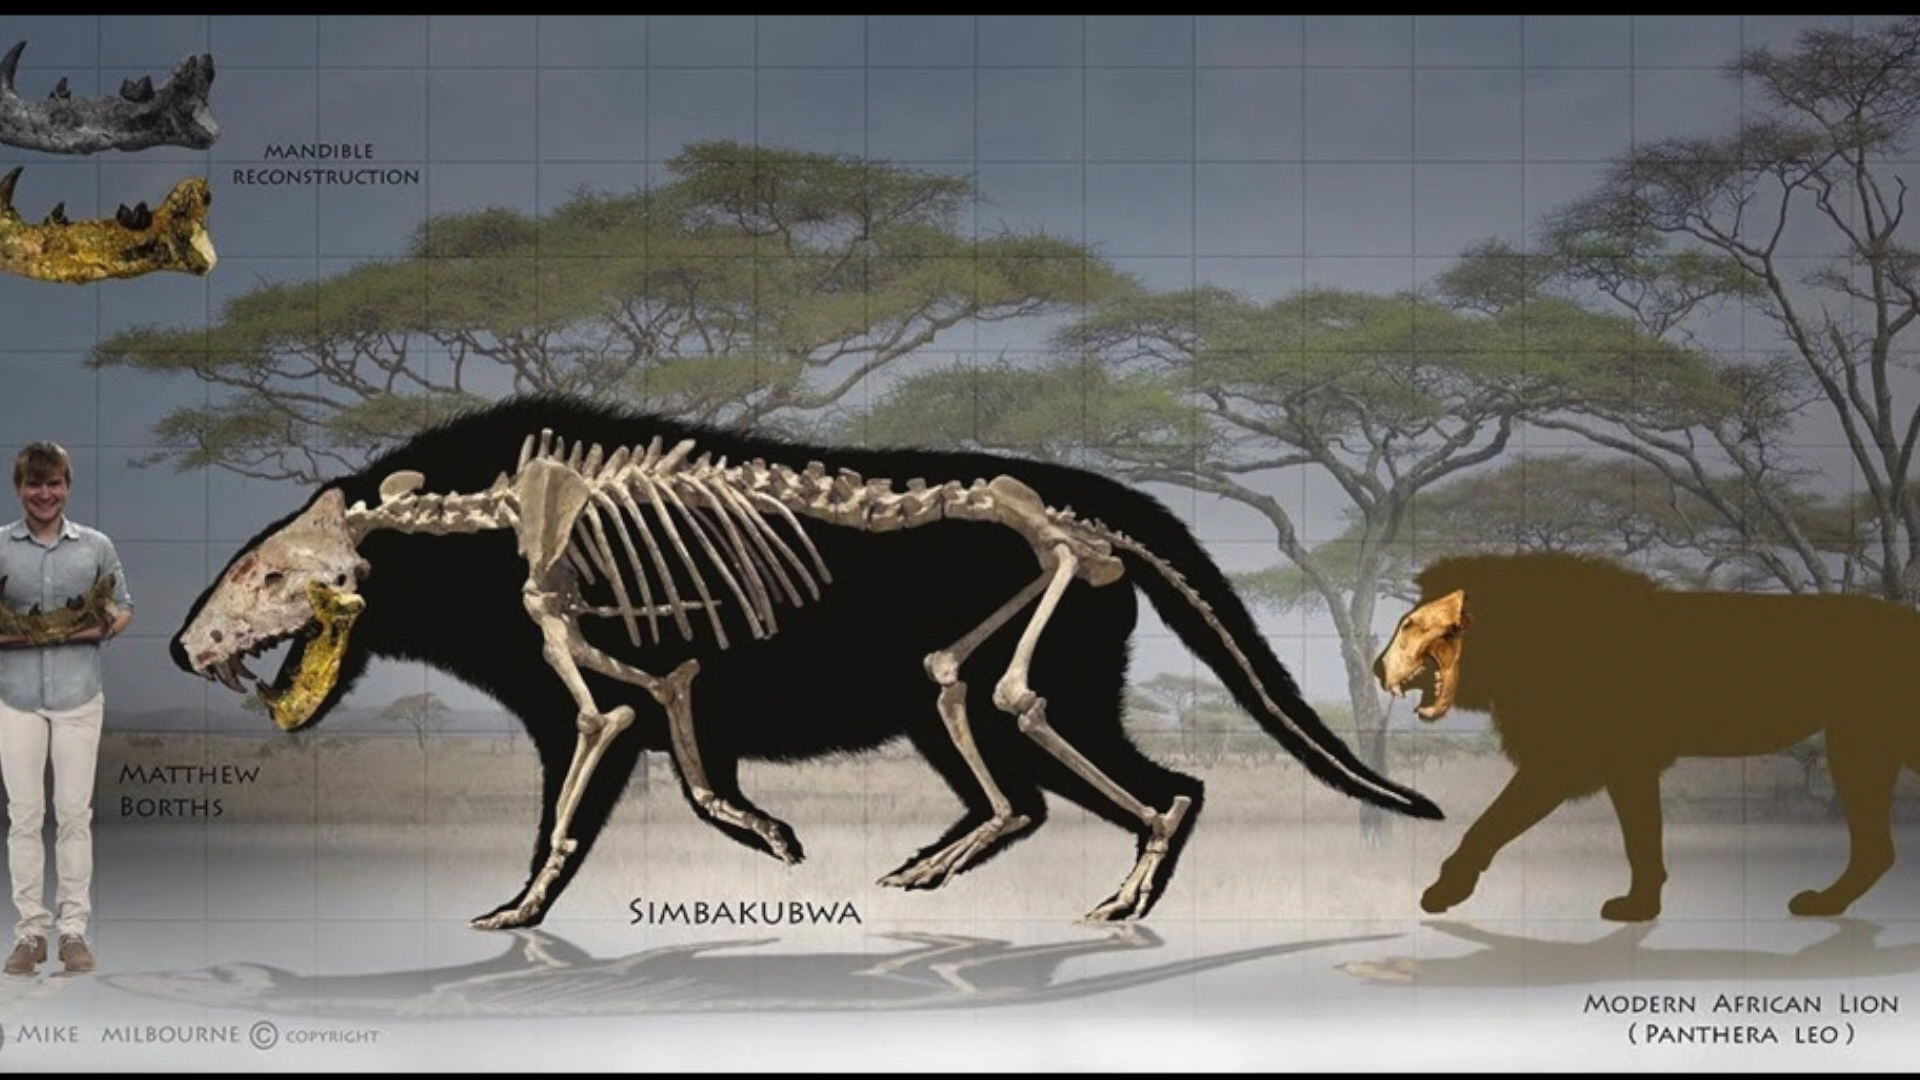 MANDIBLE
RECONSTRUCTION
MATTHEW
BORTHS
SIMBAKUBWA
MODERN AFRICAN LION
(PANTHERA LEO)
MIKE MILBOURNE © COPYRIGHT